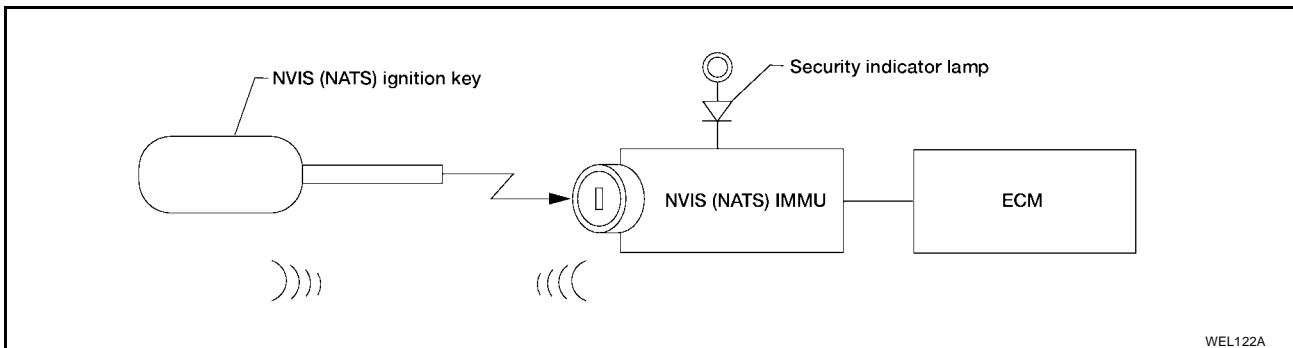 NVIS (NATS) ignition key
Security indicator lamp
NVIS (NATS) IMMU
ECM
WEL122A